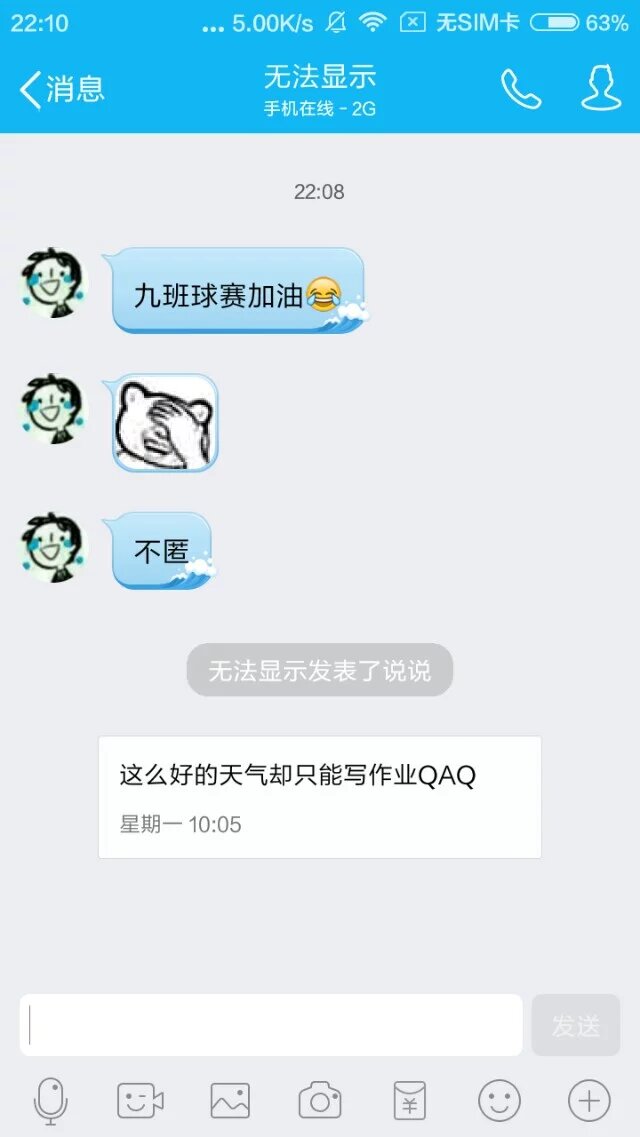 22:10
... 5.00K/s 无SIM卡 63%
消息
无法显示
手机在线 - 2G
22:08
九班球赛加油😂
不匿
无法显示发表了说说
这么好的天气却只能写作业QAQ
星期一 10:05
发送